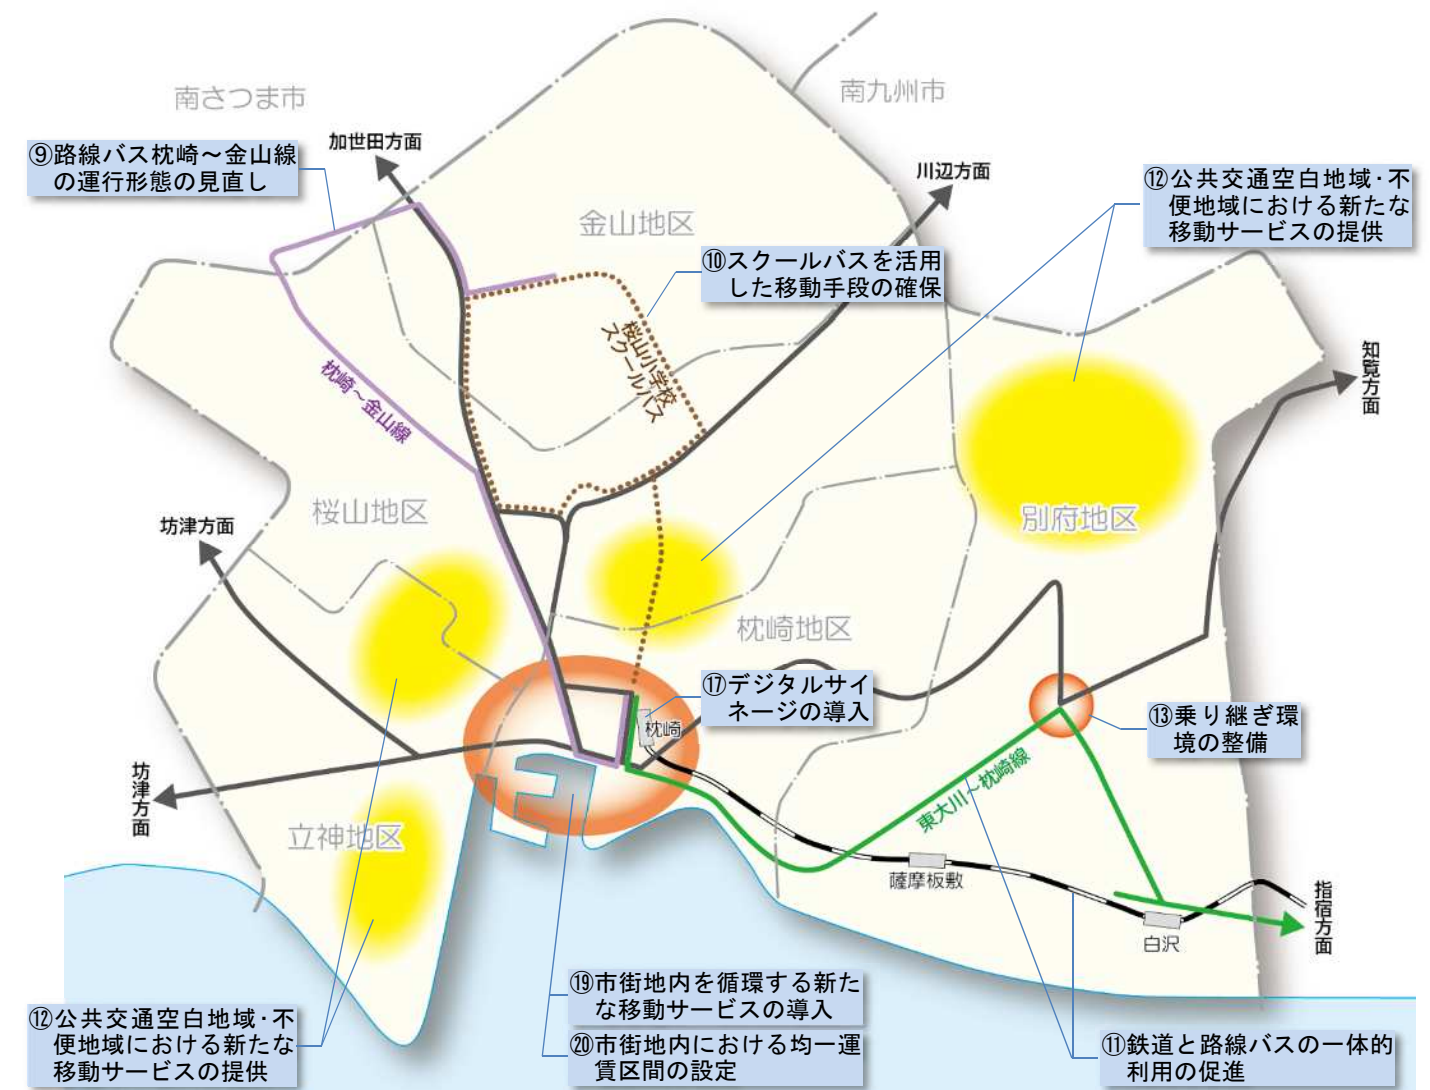 南さつま市
南九州市
加世田方面
⑨路線バス枕崎～金山線
の運行形態の見直し
川辺方面
⑫公共交通空白地域・不
便地域における新たな
移動サービスの提供
金山地区
⑩スクールバスを活用
した移動手段の確保
桜山小学校
スクールバス
知覧方面
枕崎～金山線
桜山地区
坊津方面
別府地区
枕崎地区
⑰デジタルサイ
ネージの導入
枕崎
⑬乗り継ぎ環
境の整備
坊津方面
東大川～枕崎線
立神地区
薩摩板敷
指宿方面
白沢
⑲市街地内を循環する新た
な移動サービスの導入
⑫公共交通空白地域・不
便地域における新たな
移動サービスの提供
⑳市街地内における均一運
賃区間の設定
⑪鉄道と路線バスの一体的
利用の促進